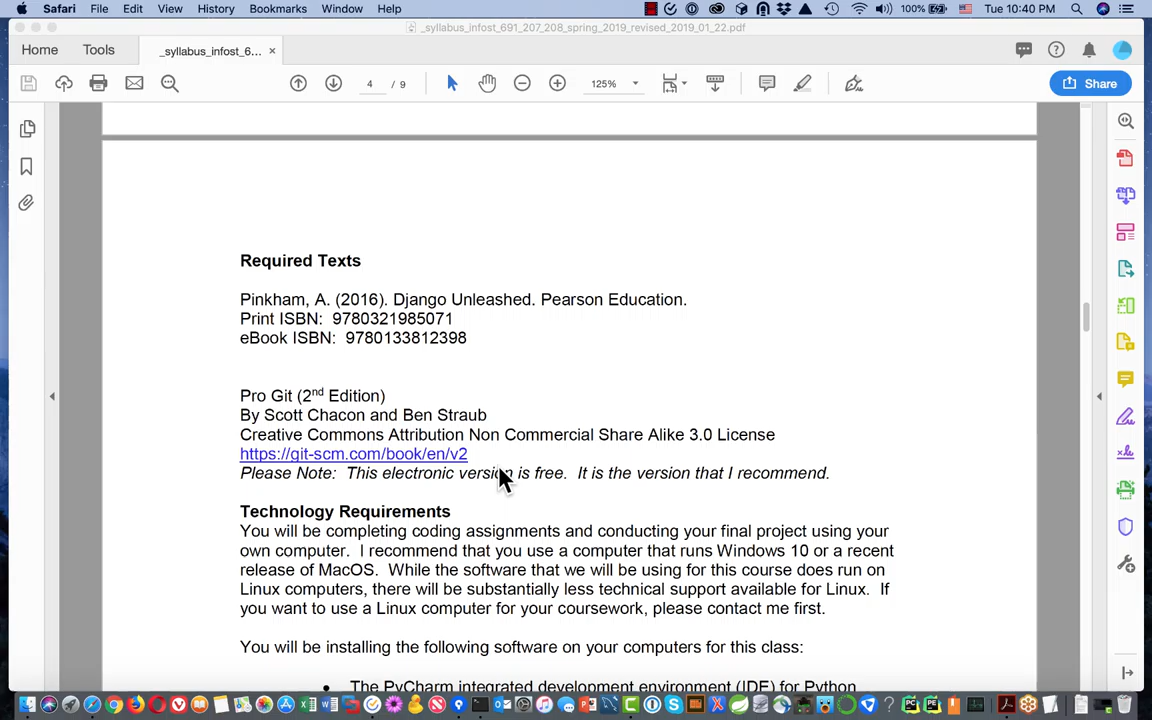 Safari File Edit View History Bookmarks Window Help 100% Tue 10:40 PM
_syllabus_infost_691_207_208_spring_2019_revised_2019_01_22.pdf
Home Tools _syllabus_infost_6... ×
4 / 9 125% Share
Required Texts
Pinkham, A. (2016). Django Unleashed. Pearson Education.
Print ISBN: 9780321985071
eBook ISBN: 9780133812398
Pro Git (2nd Edition)
By Scott Chacon and Ben Straub
Creative Commons Attribution Non Commercial Share Alike 3.0 License
https://git-scm.com/book/en/v2
Please Note: This electronic version is free. It is the version that I recommend.
Technology Requirements
You will be completing coding assignments and conducting your final project using your
own computer. I recommend that you use a computer that runs Windows 10 or a recent
release of MacOS. While the software that we will be using for this course does run on
Linux computers, there will be substantially less technical support available for Linux. If
you want to use a Linux computer for your coursework, please contact me first.
You will be installing the following software on your computers for this class:
• The PyCharm integrated development environment (IDE) for Python